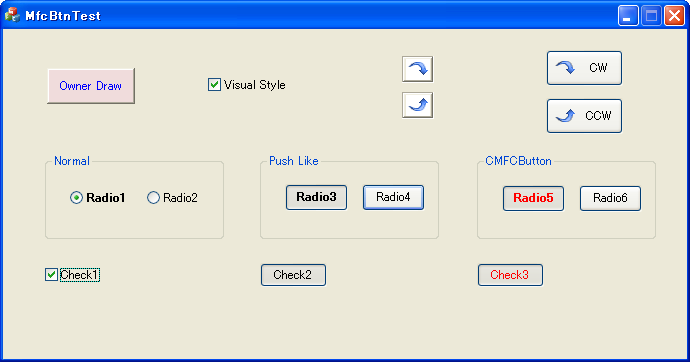 MfcBtnTest
Owner Draw
Visual Style
CW
CCW
Normal
Push Like
CMFCButton
Radio1
Radio2
Radio3
Radio4
Radio5
Radio6
Check1
Check2
Check3